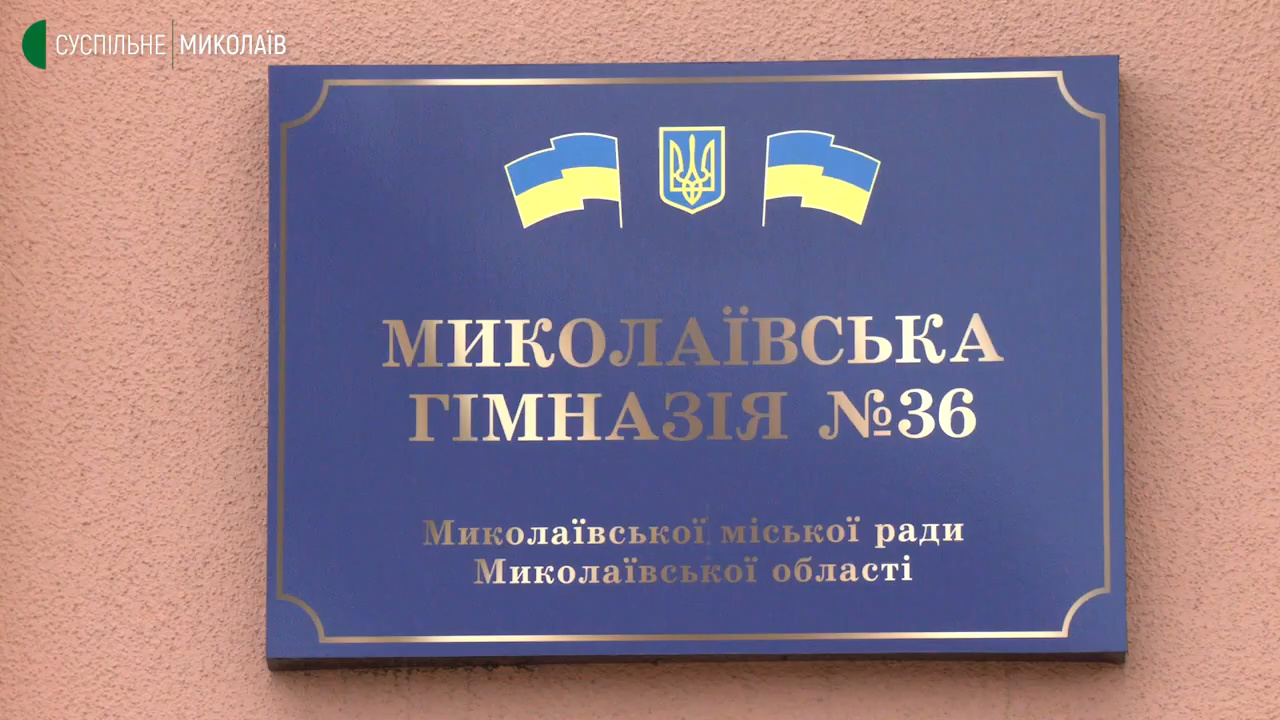 СУСПІЛЬНЕ МИКОЛАЇВ
МИКОЛАЇВСЬКА
ГІМНАЗІЯ №36
Миколаївської міської ради
Миколаївської області